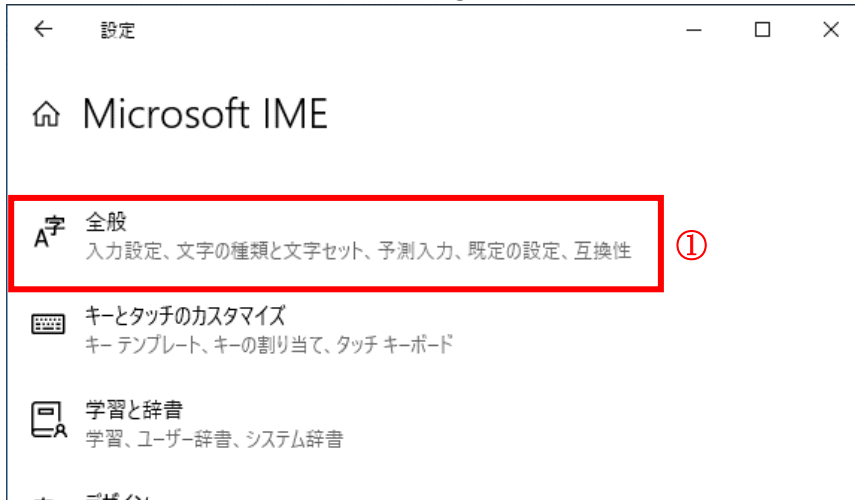 設定
Microsoft IME
全般
入力設定、文字の種類と文字セット、予測入力、既定の設定、互換性
①
キーとタッチのカスタマイズ
キー テンプレート、キーの割り当て、タッチ キーボード
学習と辞書
学習、ユーザー辞書、システム辞書
デザイン